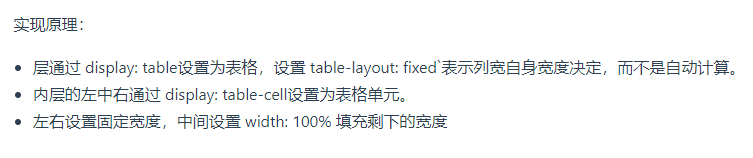 实现原理：
层通过 display: table设置为表格，设置 table-layout: fixed`表示列宽自身宽度决定，而不是自动计算。
内层的左中右通过 display: table-cell设置为表格单元。
左右设置固定宽度，中间设置 width: 100% 填充剩下的宽度